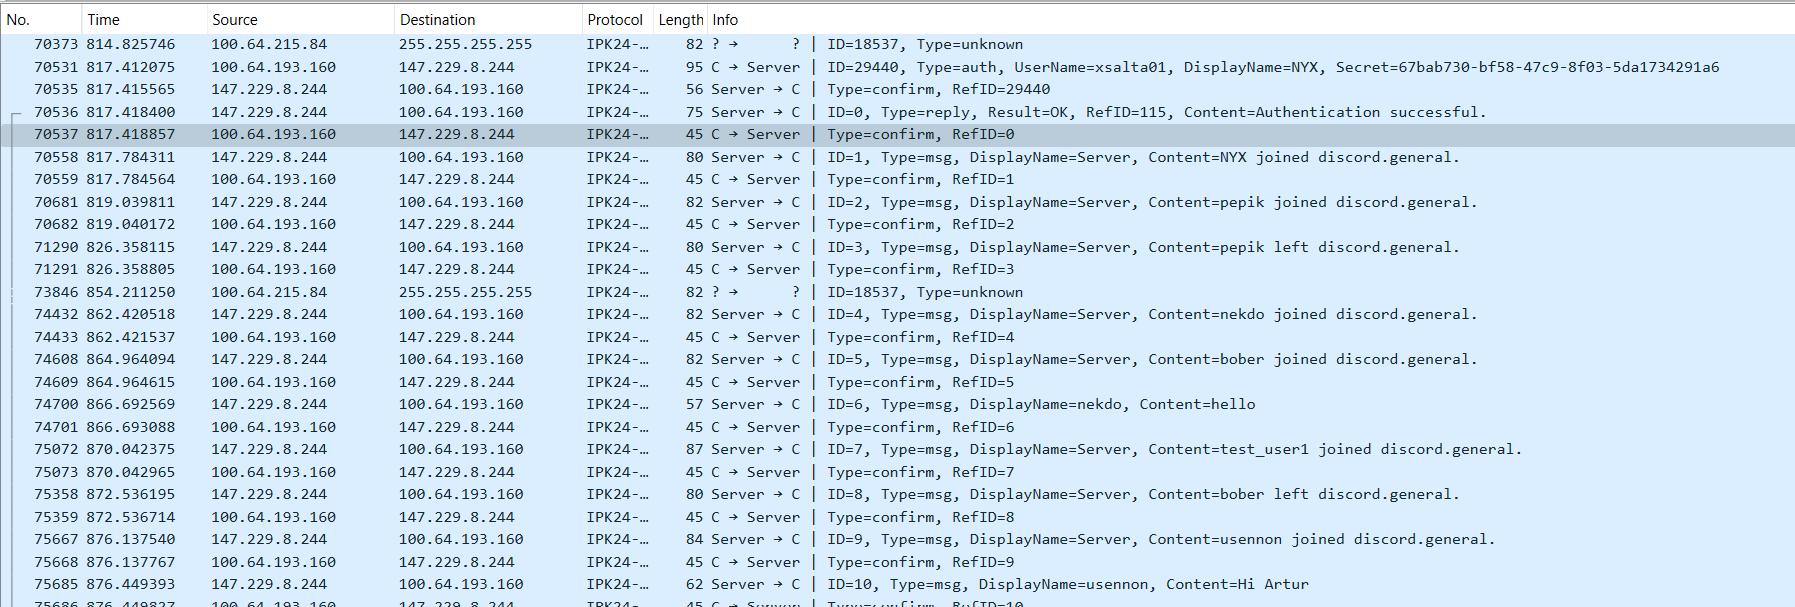 No. Time Source Destination Protocol Length Info
70373 814.825746 100.64.215.84 255.255.255.255 IPK24-… 82 ? → ? | ID=18537, Type=unknown
70531 817.412075 100.64.193.160 147.229.8.244 IPK24-… 95 C → Server | ID=29440, Type=auth, UserName=xsalta01, DisplayName=NYX, Secret=67bab730-bf58-47c9-8f03-5da1734291a6
70535 817.415565 147.229.8.244 100.64.193.160 IPK24-… 56 Server → C | Type=confirm, RefID=29440
70536 817.418400 147.229.8.244 100.64.193.160 IPK24-… 75 Server → C | ID=0, Type=reply, Result=OK, RefID=115, Content=Authentication successful.
70537 817.418857 100.64.193.160 147.229.8.244 IPK24-… 45 C → Server | Type=confirm, RefID=0
70558 817.784311 147.229.8.244 100.64.193.160 IPK24-… 80 Server → C | ID=1, Type=msg, DisplayName=Server, Content=NYX joined discord.general.
70559 817.784564 100.64.193.160 147.229.8.244 IPK24-… 45 C → Server | Type=confirm, RefID=1
70681 819.039811 147.229.8.244 100.64.193.160 IPK24-… 82 Server → C | ID=2, Type=msg, DisplayName=Server, Content=pepik joined discord.general.
70682 819.040172 100.64.193.160 147.229.8.244 IPK24-… 45 C → Server | Type=confirm, RefID=2
71290 826.358115 147.229.8.244 100.64.193.160 IPK24-… 80 Server → C | ID=3, Type=msg, DisplayName=Server, Content=pepik left discord.general.
71291 826.358805 100.64.193.160 147.229.8.244 IPK24-… 45 C → Server | Type=confirm, RefID=3
73846 854.211250 100.64.215.84 255.255.255.255 IPK24-… 82 ? → ? | ID=18537, Type=unknown
74432 862.420518 147.229.8.244 100.64.193.160 IPK24-… 82 Server → C | ID=4, Type=msg, DisplayName=Server, Content=nekdo joined discord.general.
74433 862.421537 100.64.193.160 147.229.8.244 IPK24-… 45 C → Server | Type=confirm, RefID=4
74608 864.964094 147.229.8.244 100.64.193.160 IPK24-… 82 Server → C | ID=5, Type=msg, DisplayName=Server, Content=bober joined discord.general.
74609 864.964615 100.64.193.160 147.229.8.244 IPK24-… 45 C → Server | Type=confirm, RefID=5
74700 866.692569 147.229.8.244 100.64.193.160 IPK24-… 57 Server → C | ID=6, Type=msg, DisplayName=nekdo, Content=hello
74701 866.693088 100.64.193.160 147.229.8.244 IPK24-… 45 C → Server | Type=confirm, RefID=6
75072 870.042375 147.229.8.244 100.64.193.160 IPK24-… 87 Server → C | ID=7, Type=msg, DisplayName=Server, Content=test_user1 joined discord.general.
75073 870.042965 100.64.193.160 147.229.8.244 IPK24-… 45 C → Server | Type=confirm, RefID=7
75358 872.536195 147.229.8.244 100.64.193.160 IPK24-… 80 Server → C | ID=8, Type=msg, DisplayName=Server, Content=bober left discord.general.
75359 872.536714 100.64.193.160 147.229.8.244 IPK24-… 45 C → Server | Type=confirm, RefID=8
75667 876.137540 147.229.8.244 100.64.193.160 IPK24-… 84 Server → C | ID=9, Type=msg, DisplayName=Server, Content=usennon joined discord.general.
75668 876.137767 100.64.193.160 147.229.8.244 IPK24-… 45 C → Server | Type=confirm, RefID=9
75685 876.449393 147.229.8.244 100.64.193.160 IPK24-… 62 Server → C | ID=10, Type=msg, DisplayName=usennon, Content=Hi Artur
75686 876.449827 100.64.193.160 147.229.8.244 IPK24-… 45 C → Server | Type=confirm, RefID=10